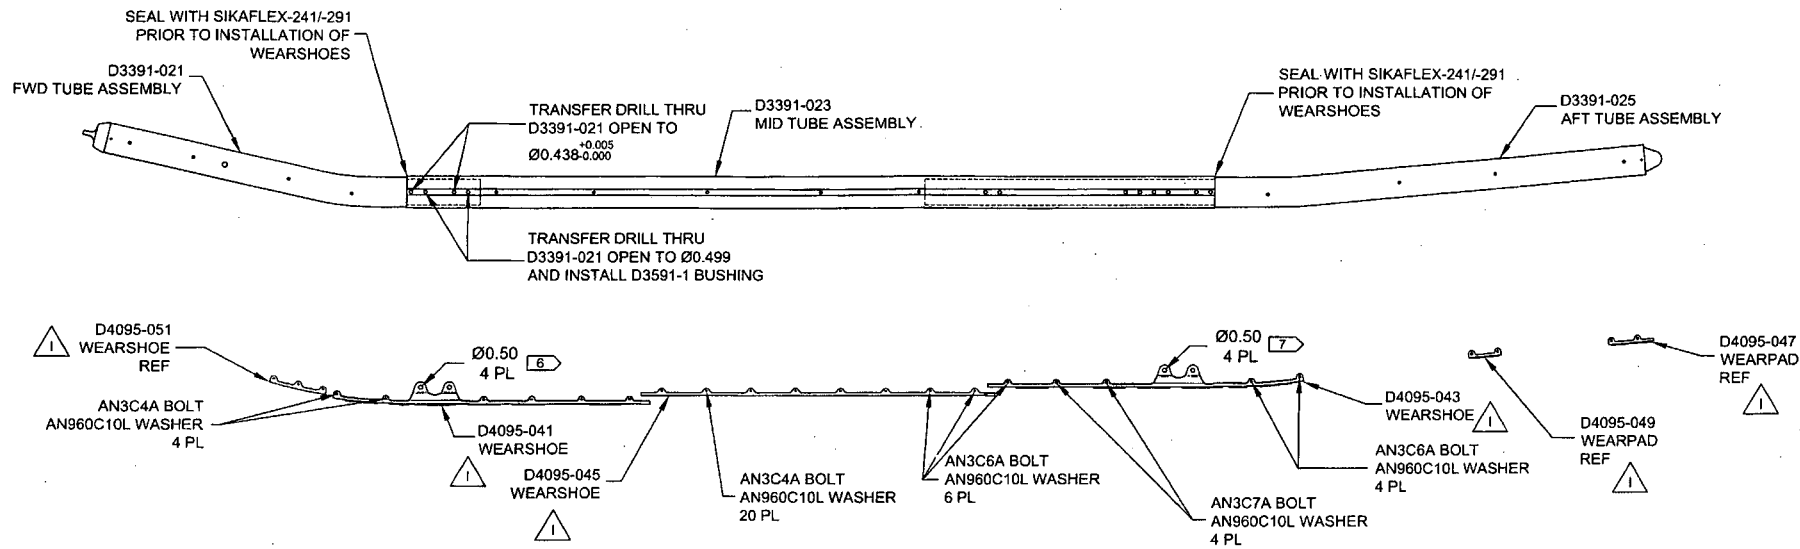 SEAL WITH SIKAFLEX-241/-291
PRIOR TO INSTALLATION OF
WEARSHOES
D3391-021
FWD TUBE ASSEMBLY
TRANSFER DRILL THRU
D3391-021 OPEN TO
Ø0.438 +0.005
-0.000
D3391-023
MID TUBE ASSEMBLY
SEAL WITH SIKAFLEX-241/-291
PRIOR TO INSTALLATION OF
WEARSHOES
D3391-025
AFT TUBE ASSEMBLY
TRANSFER DRILL THRU
D3391-021 OPEN TO Ø0.499
AND INSTALL D3591-1 BUSHING
1
D4095-051
WEARSHOE
REF
Ø0.50
4 PL
6
Ø0.50
4 PL
7
D4095-047
WEARPAD
REF
1
AN3C4A BOLT
AN960C10L WASHER
4 PL
D4095-041
WEARSHOE
1
D4095-045
WEARSHOE
1
AN3C4A BOLT
AN960C10L WASHER
20 PL
AN3C6A BOLT
AN960C10L WASHER
6 PL
AN3C7A BOLT
AN960C10L WASHER
4 PL
D4095-043
WEARSHOE
1
AN3C6A BOLT
AN960C10L WASHER
4 PL
D4095-049
WEARPAD
REF
1